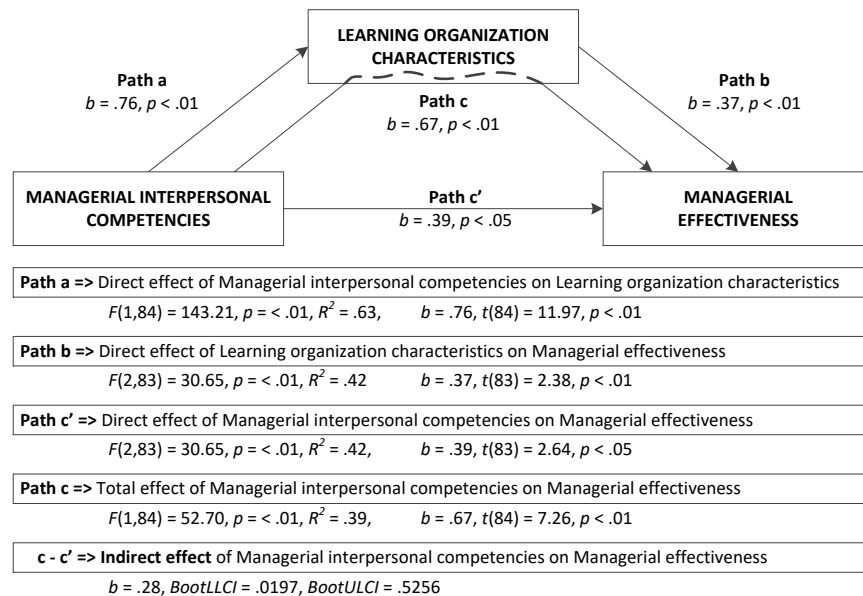 LEARNING ORGANIZATION
CHARACTERISTICS
Path a
b = .76, p < .01
Path b
b = .37, p < .01
Path c
b = .67, p < .01
MANAGERIAL INTERPERSONAL
COMPETENCIES
Path c’
b = .39, p < .05
MANAGERIAL
EFFECTIVENESS
Path a => Direct effect of Managerial interpersonal competencies on Learning organization characteristics
F(1,84) = 143.21, p = < .01, R² = .63, b = .76, t(84) = 11.97, p < .01
Path b => Direct effect of Learning organization characteristics on Managerial effectiveness
F(2,83) = 30.65, p = < .01, R² = .42 b = .37, t(83) = 2.38, p < .01
Path c’ => Direct effect of Managerial interpersonal competencies on Managerial effectiveness
F(2,83) = 30.65, p = < .01, R² = .42, b = .39, t(83) = 2.64, p < .05
Path c => Total effect of Managerial interpersonal competencies on Managerial effectiveness
F(1,84) = 52.70, p = < .01, R² = .39, b = .67, t(84) = 7.26, p < .01
c - c’ => Indirect effect of Managerial interpersonal competencies on Managerial effectiveness
b = .28, BootLLCI = .0197, BootULCI = .5256